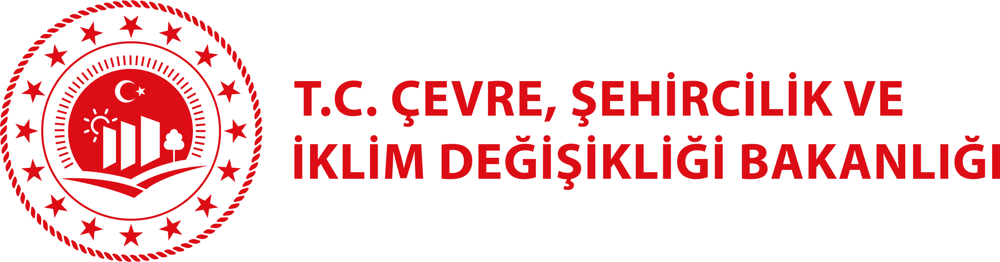 T.C. ÇEVRE, ŞEHİRCİLİK VE
İKLİM DEĞİŞİKLİĞİ BAKANLIĞI